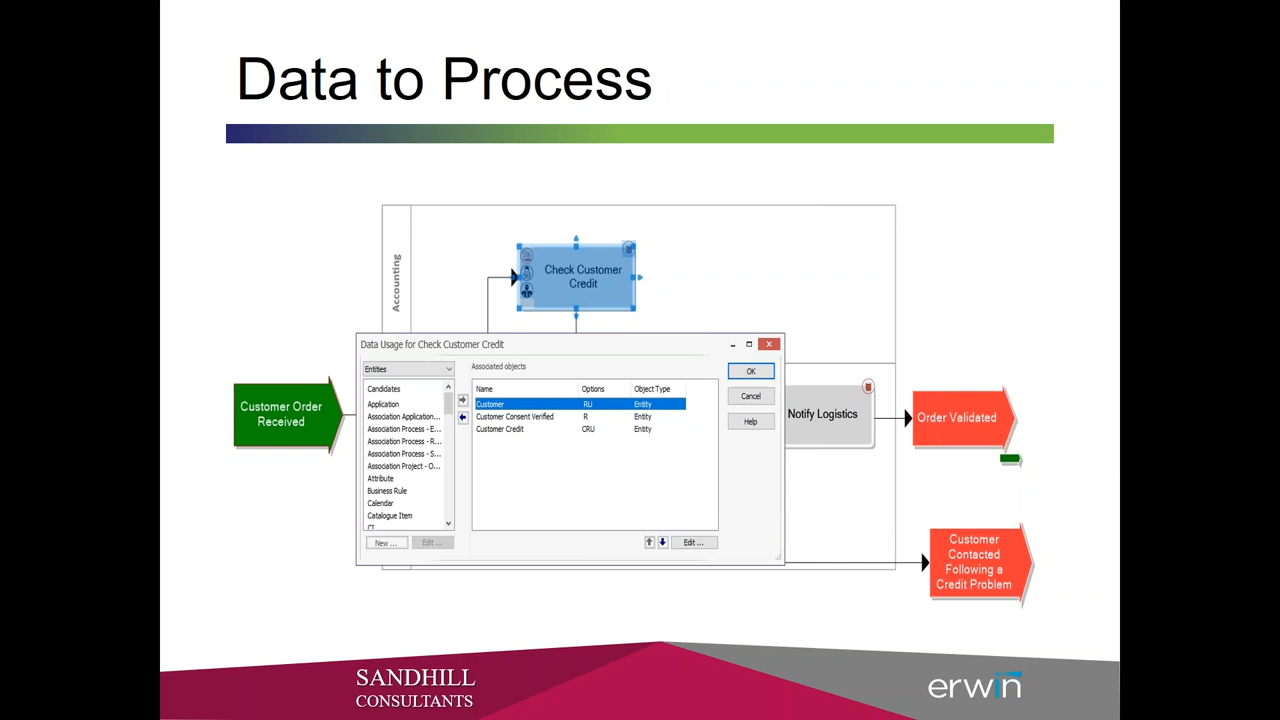 Data to Process
Accounting
Check Customer
Credit
Customer Order
Received
Data Usage for Check Customer Credit
Entities
Candidates
Application
Association Application...
Association Process - E...
Association Process - R...
Association Process - S...
Association Project - O...
Attribute
Business Rule
Calendar
Catalogue Item
CI
New ...
Edit ...
Associated objects
Name Options Object Type
Customer RU Entity
Customer Consent Verified R Entity
Customer Credit CRU Entity
Edit ...
OK
Cancel
Help
Notify Logistics
Order Validated
Customer
Contacted
Following a
Credit Problem
SANDHILL
CONSULTANTS
erwin